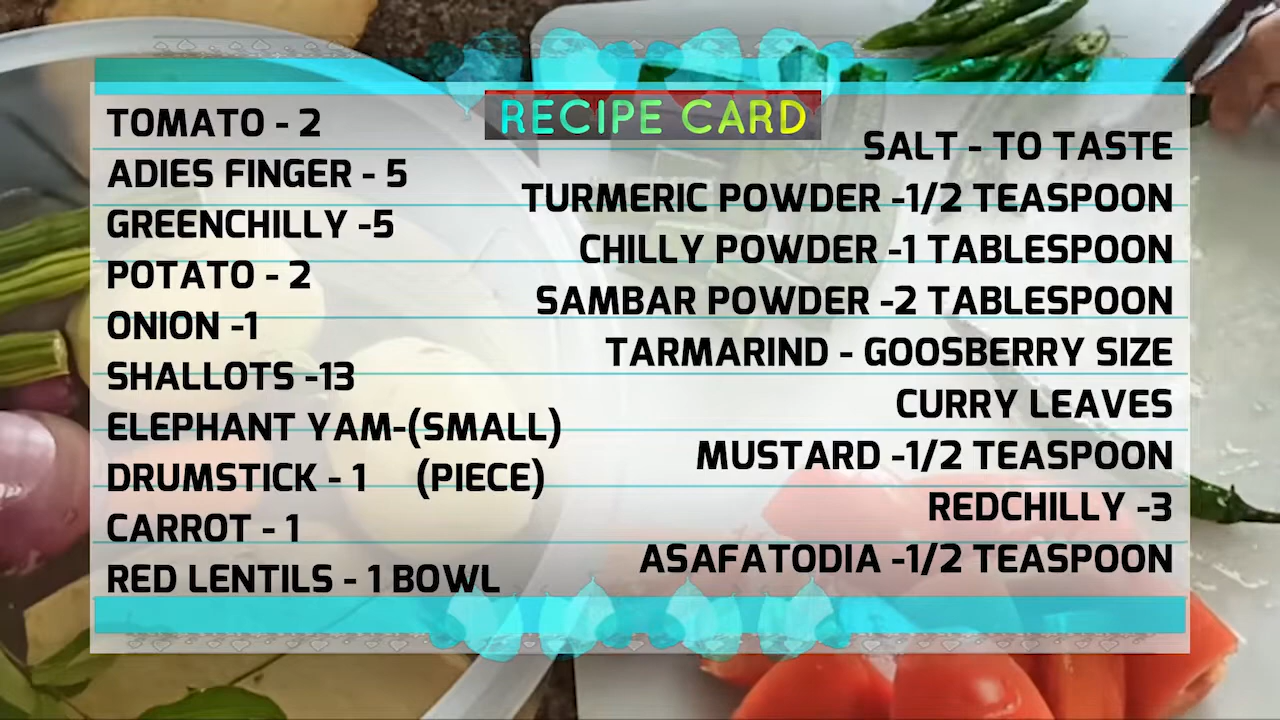 RECIPE CARD
TOMATO - 2
ADIES FINGER - 5
GREENCHILLY -5
POTATO - 2
ONION -1
SHALLOTS -13
ELEPHANT YAM-(SMALL)
DRUMSTICK - 1 (PIECE)
CARROT - 1
RED LENTILS - 1 BOWL
SALT - TO TASTE
TURMERIC POWDER -1/2 TEASPOON
CHILLY POWDER -1 TABLESPOON
SAMBAR POWDER -2 TABLESPOON
TARMARIND - GOOSBERRY SIZE
CURRY LEAVES
MUSTARD -1/2 TEASPOON
REDCHILLY -3
ASAFATODIA -1/2 TEASPOON